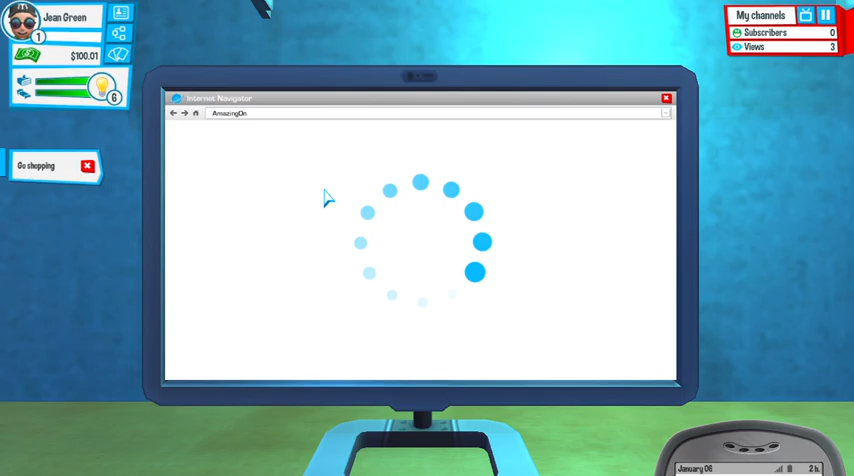 Jean Green
1
$100.01
6
Go shopping
Internet Navigator
AmazingOn
My channels
Subscribers 0
Views 3
January 06 2 h.